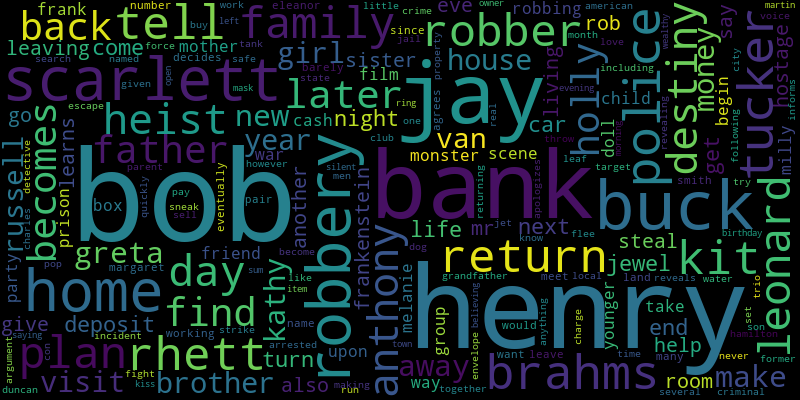 frank
back
tell
family
robber
eve
robbing
rob
number
crime
work
eleanor
buy
left
owner
american
month
love
wealthy
martin
voice
little
since
jail
tank
force
safe
named
decides
mother
leaving
come
girl
sister
film
house
jay
holly
police
destiny
money
say
begin
tucker
hostage
search
barely
state
mask
given
open
agrees
property
living
including
city
revealing
scarlett
later
cash
night
van
car
child
doll
get
milly
following
informs
go
escape
becomes
learns
prison
heist
new
year
war
father
monster
scene
russell
defective
charles
parent
quickly
box
bob
however
pay
sneak
sell
silent
men
pair
eventually
robbery
another
frankenstein
club
ring
one
real
evening
throw
morning
apologizes
returning
bank
leaf
target
smith
try
buck
leonard
party
greta
friend
life
mr
next
steal
kit
jewel
anthony
return
jet
dog
know
flee
trio
set
birthday
pop
margaret
become
sum
item
like
kathy
home
day
find
upon
melanie
grandfather
meet
local
land
reveals
water
henry
believing
give
deposit
working
strike
name
turn
group
town
envelope
would
anything
charge
younger
take
end
help
son
hamilton
saying
incident
arrested
plan
rhett
away
want
leave
time
many
never
former
argument
con
fight
visit
kiss
brother
making
also
run
way
together
brahms
room
make
several
criminal
duncan